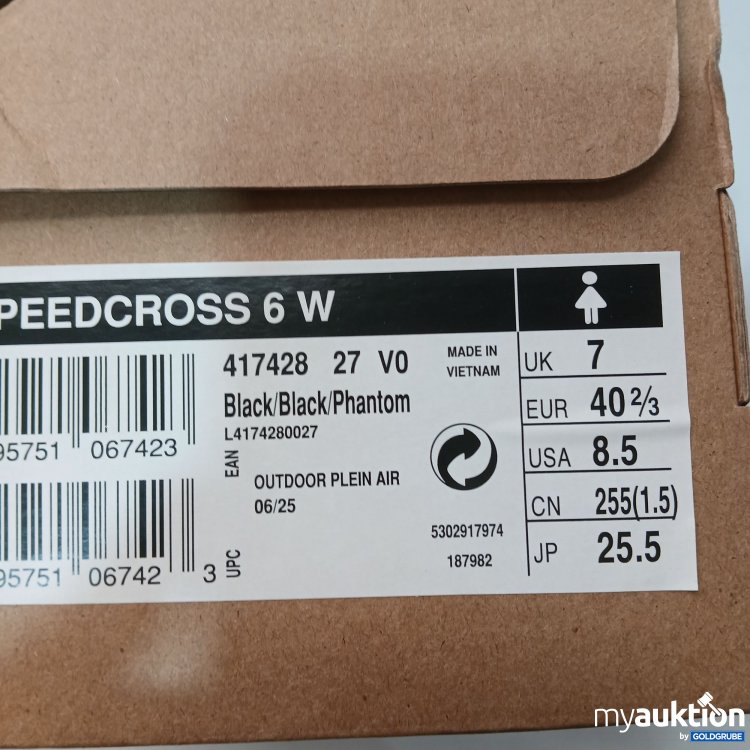 PEEDCROSS 6 W
417428 27 V0
MADE IN
VIETNAM
Black/Black/Phantom
L4174280027
95751 067423
EAN
OUTDOOR PLEIN AIR
06/25
5302917974
187982
95751 06742 3
UPC
UK 7
EUR 40 2/3
USA 8.5
CN 255(1.5)
JP 25.5
myauktion
by GOLDGRUBE